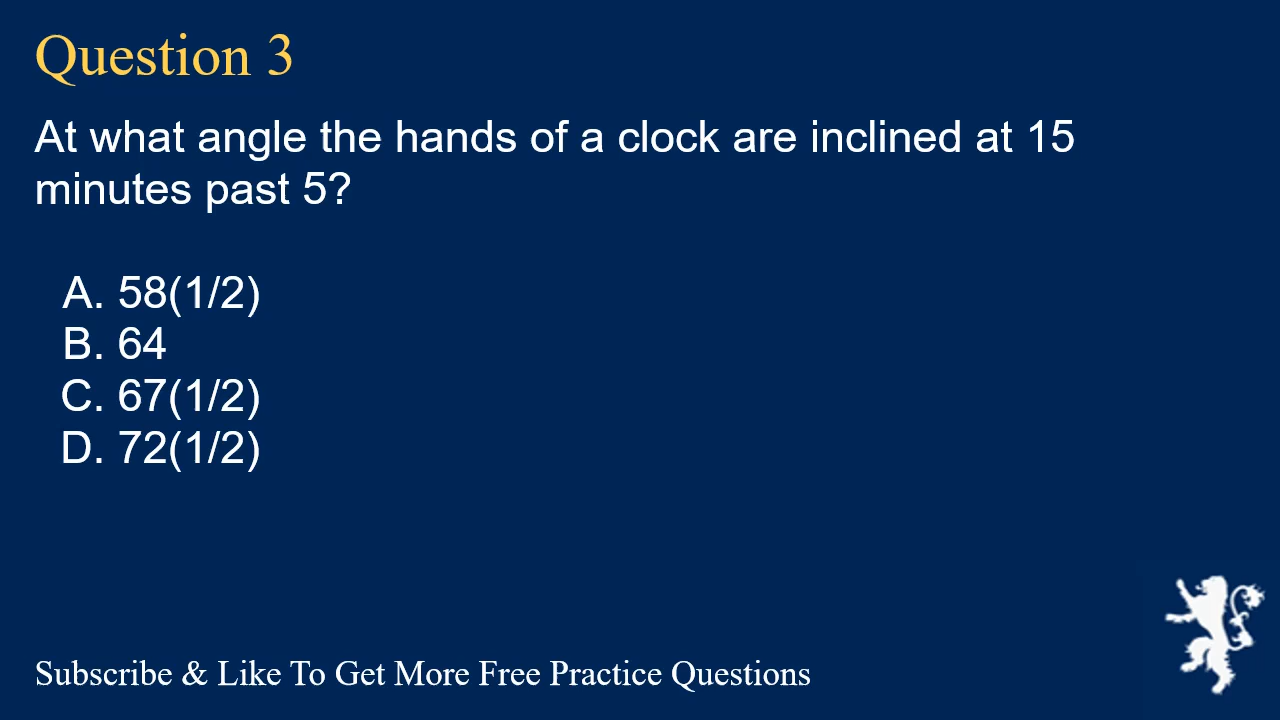 Question 3
At what angle the hands of a clock are inclined at 15
minutes past 5?
A. 58(1/2)
B. 64
C. 67(1/2)
D. 72(1/2)
Subscribe & Like To Get More Free Practice Questions